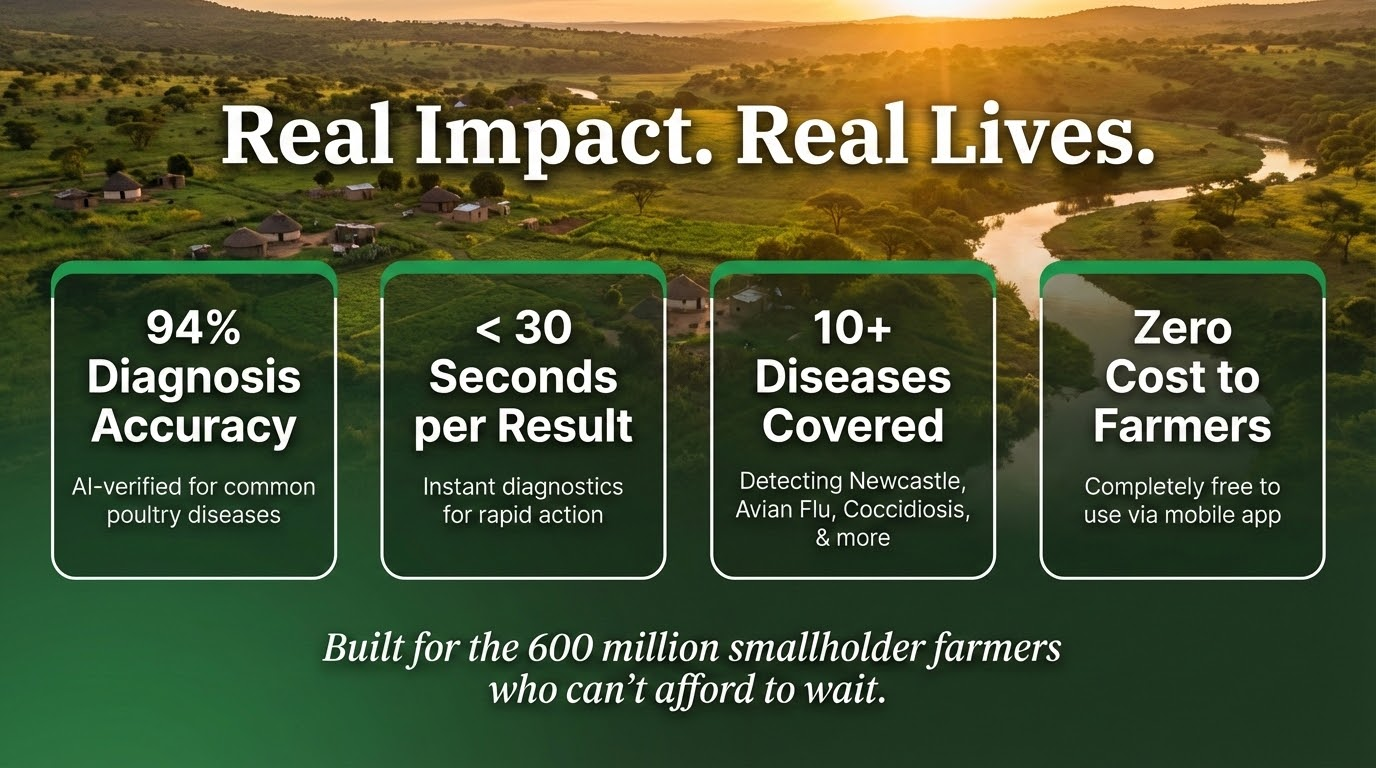 Real Impact. Real Lives.
94%
Diagnosis
Accuracy
AI-verified for common
poultry diseases
< 30
Seconds
per Result
Instant diagnostics
for rapid action
10+
Diseases
Covered
Detecting Newcastle,
Avian Flu, Coccidiosis,
& more
Zero
Cost to
Farmers
Completely free to
use via mobile app
Built for the 600 million smallholder farmers
who can't afford to wait.